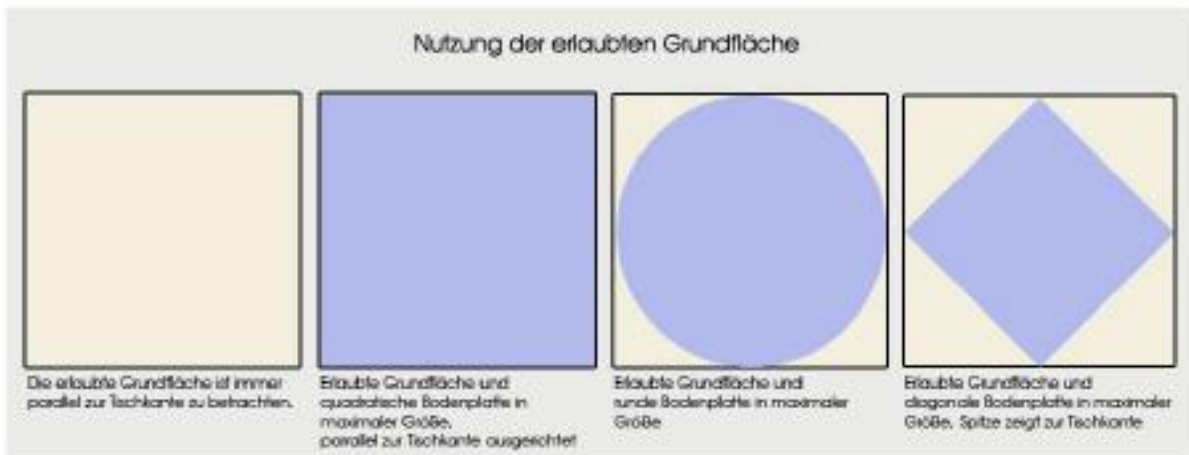 Nutzung der erlaubten Grundfläche
Die erlaubte Grundfläche ist immer
parallel zur Tischkante zu betrachten.
Erlaubte Grundfläche und
quadratische Bodenplatte in
maximaler Größe,
parallel zur Tischkante ausgerichtet
Erlaubte Grundfläche und
runde Bodenplatte in maximaler
Größe
Erlaubte Grundfläche und
diagonale Bodenplatte in maximaler
Größe, Spitze zeigt zur Tischkante